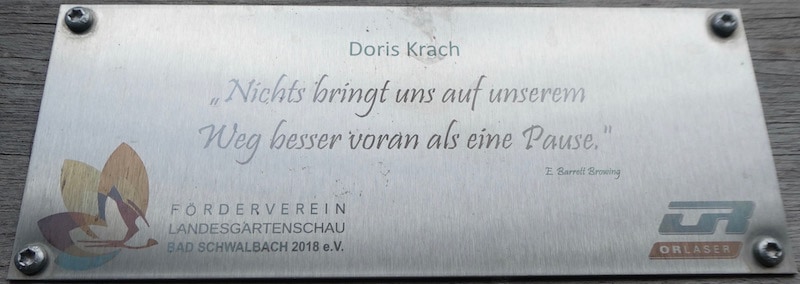 Doris Krach
„Nichts bringt uns auf unserem
Weg besser voran als eine Pause."
E. Barrett Browing
FÖRDERVEREIN
LANDESGARTENSCHAU
BAD SCHWALBACH 2018 e.V.
OR
ORLASER